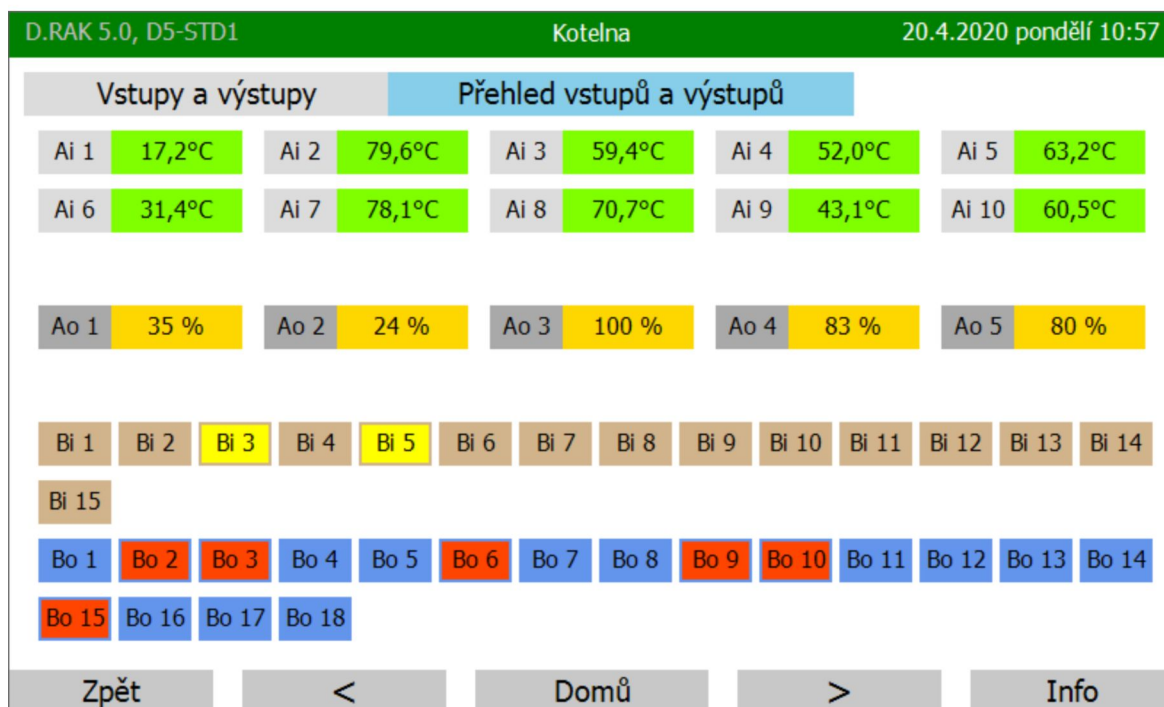 D.RAK 5.0, D5-STD1 Kotelna 20.4.2020 pondělí 10:57
Vstupy a výstupy Přehled vstupů a výstupů
Ai 1 17,2°C Ai 2 79,6°C Ai 3 59,4°C Ai 4 52,0°C Ai 5 63,2°C
Ai 6 31,4°C Ai 7 78,1°C Ai 8 70,7°C Ai 9 43,1°C Ai 10 60,5°C
Ao 1 35 % Ao 2 24 % Ao 3 100 % Ao 4 83 % Ao 5 80 %
Bi 1 Bi 2 Bi 3 Bi 4 Bi 5 Bi 6 Bi 7 Bi 8 Bi 9 Bi 10 Bi 11 Bi 12 Bi 13 Bi 14
Bi 15
Bo 1 Bo 2 Bo 3 Bo 4 Bo 5 Bo 6 Bo 7 Bo 8 Bo 9 Bo 10 Bo 11 Bo 12 Bo 13 Bo 14
Bo 15 Bo 16 Bo 17 Bo 18
Zpět < Domů > Info